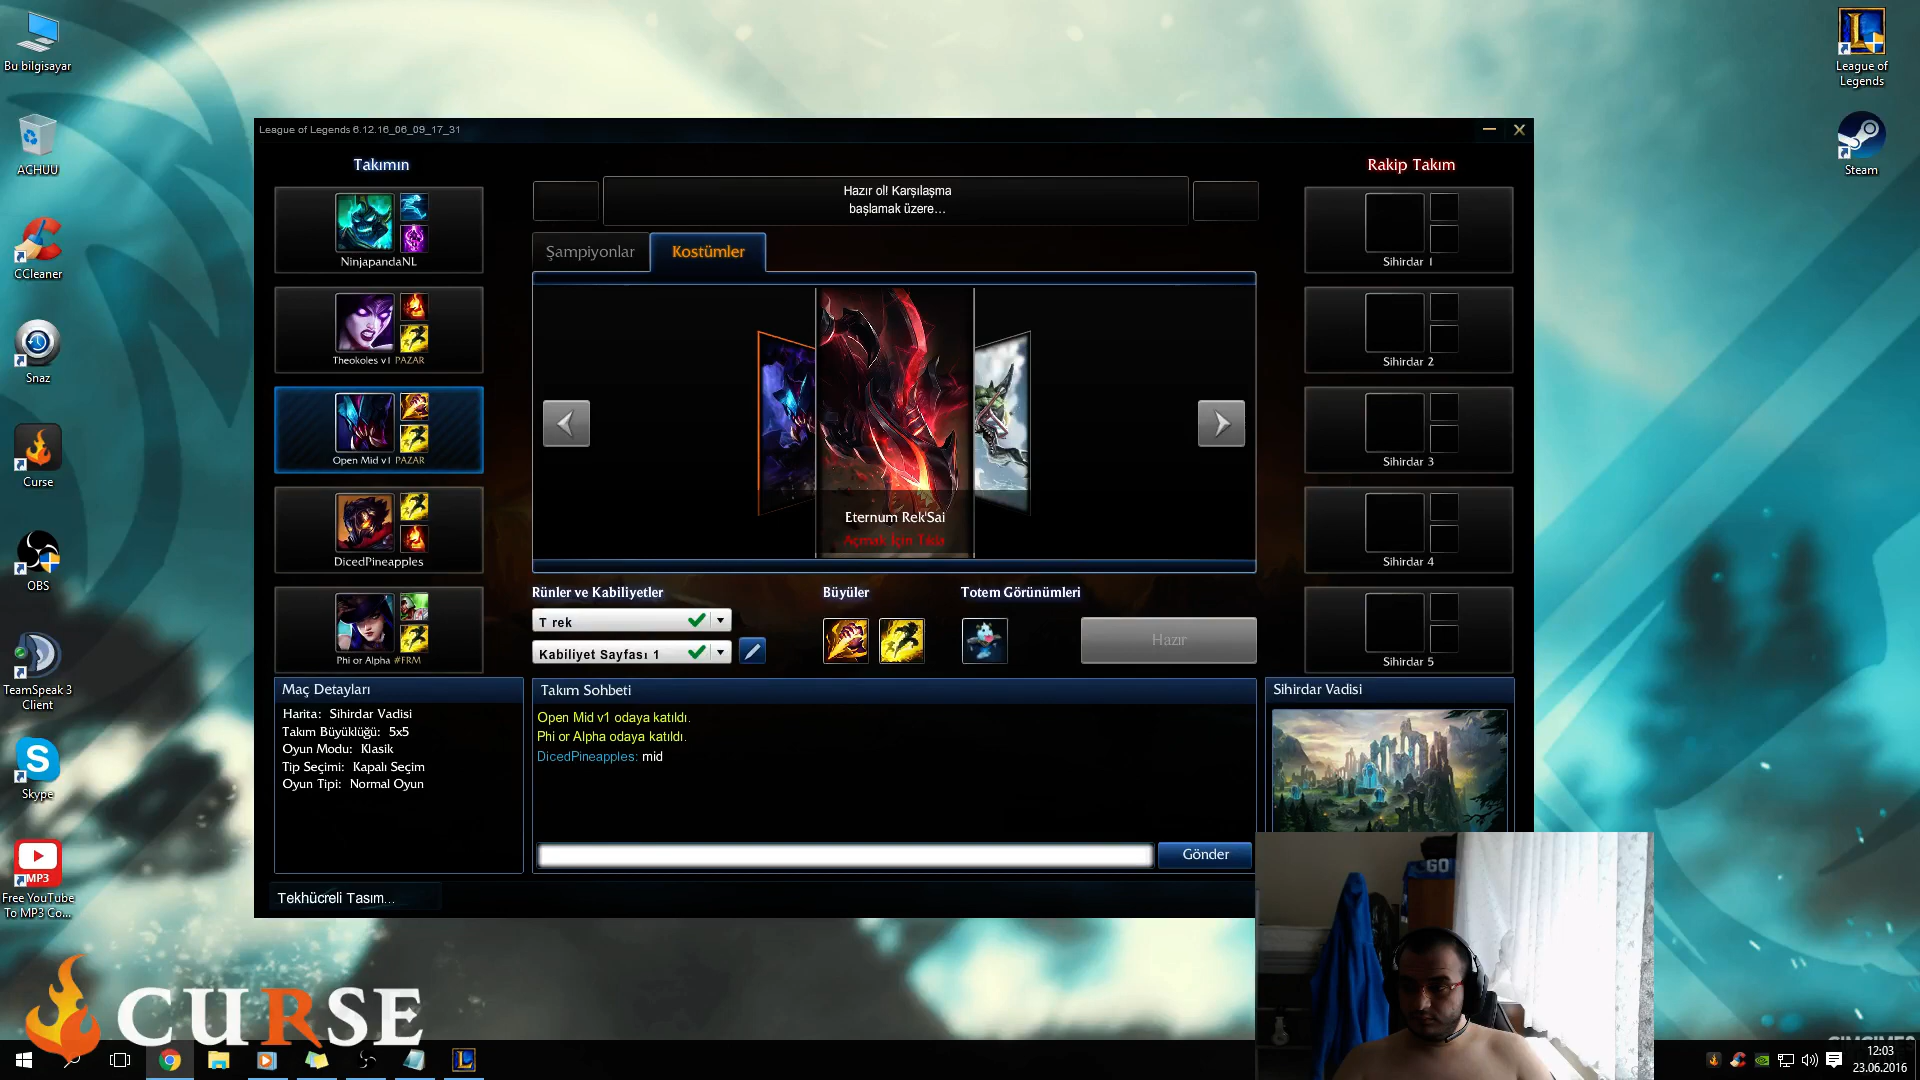 Bu bilgisayar
ACHUU
CCleaner
Snaz
Curse
OBS
TeamSpeak 3
Client
Skype
MP3
Free YouTube
To MP3 Co...
League of
Legends
Steam
League of Legends 6.12.16_06_09_17_31
Takımın
NinjapandaNL
Theokoles v1 PAZAR
Open Mid v1 PAZAR
DicedPineapples
Phi or Alpha #FRM
Hazır ol! Karşılaşma
başlamak üzere...
Şampiyonlar
Kostümler
Eternum Rek'Sai
Açmak İçin Tıkla
Rünler ve Kabiliyetler
T rek
Kabiliyet Sayfası 1
Büyüler
Totem Görünümleri
Hazır
Rakip Takım
Sihirdar 1
Sihirdar 2
Sihirdar 3
Sihirdar 4
Sihirdar 5
Maç Detayları
Harita: Sihirdar Vadisi
Takım Büyüklüğü: 5x5
Oyun Modu: Klasik
Tip Seçimi: Kapalı Seçim
Oyun Tipi: Normal Oyun
Takım Sohbeti
Open Mid v1 odaya katıldı.
Phi or Alpha odaya katıldı.
DicedPineapples: mid
Gönder
Sihirdar Vadisi
Tekhücreli Tasım...
60
CURSE
12:03
23.06.2016